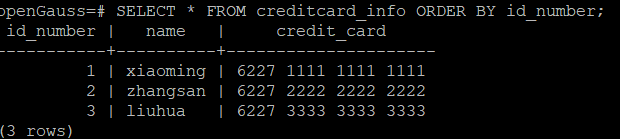 openGauss=# SELECT * FROM creditcard_info ORDER BY id_number;
 id_number |   name   |     credit_card
-----------+----------+---------------------
         1 | xiaoming | 6227 1111 1111 1111
         2 | zhangsan | 6227 2222 2222 2222
         3 | liuhua   | 6227 3333 3333 3333
(3 rows)